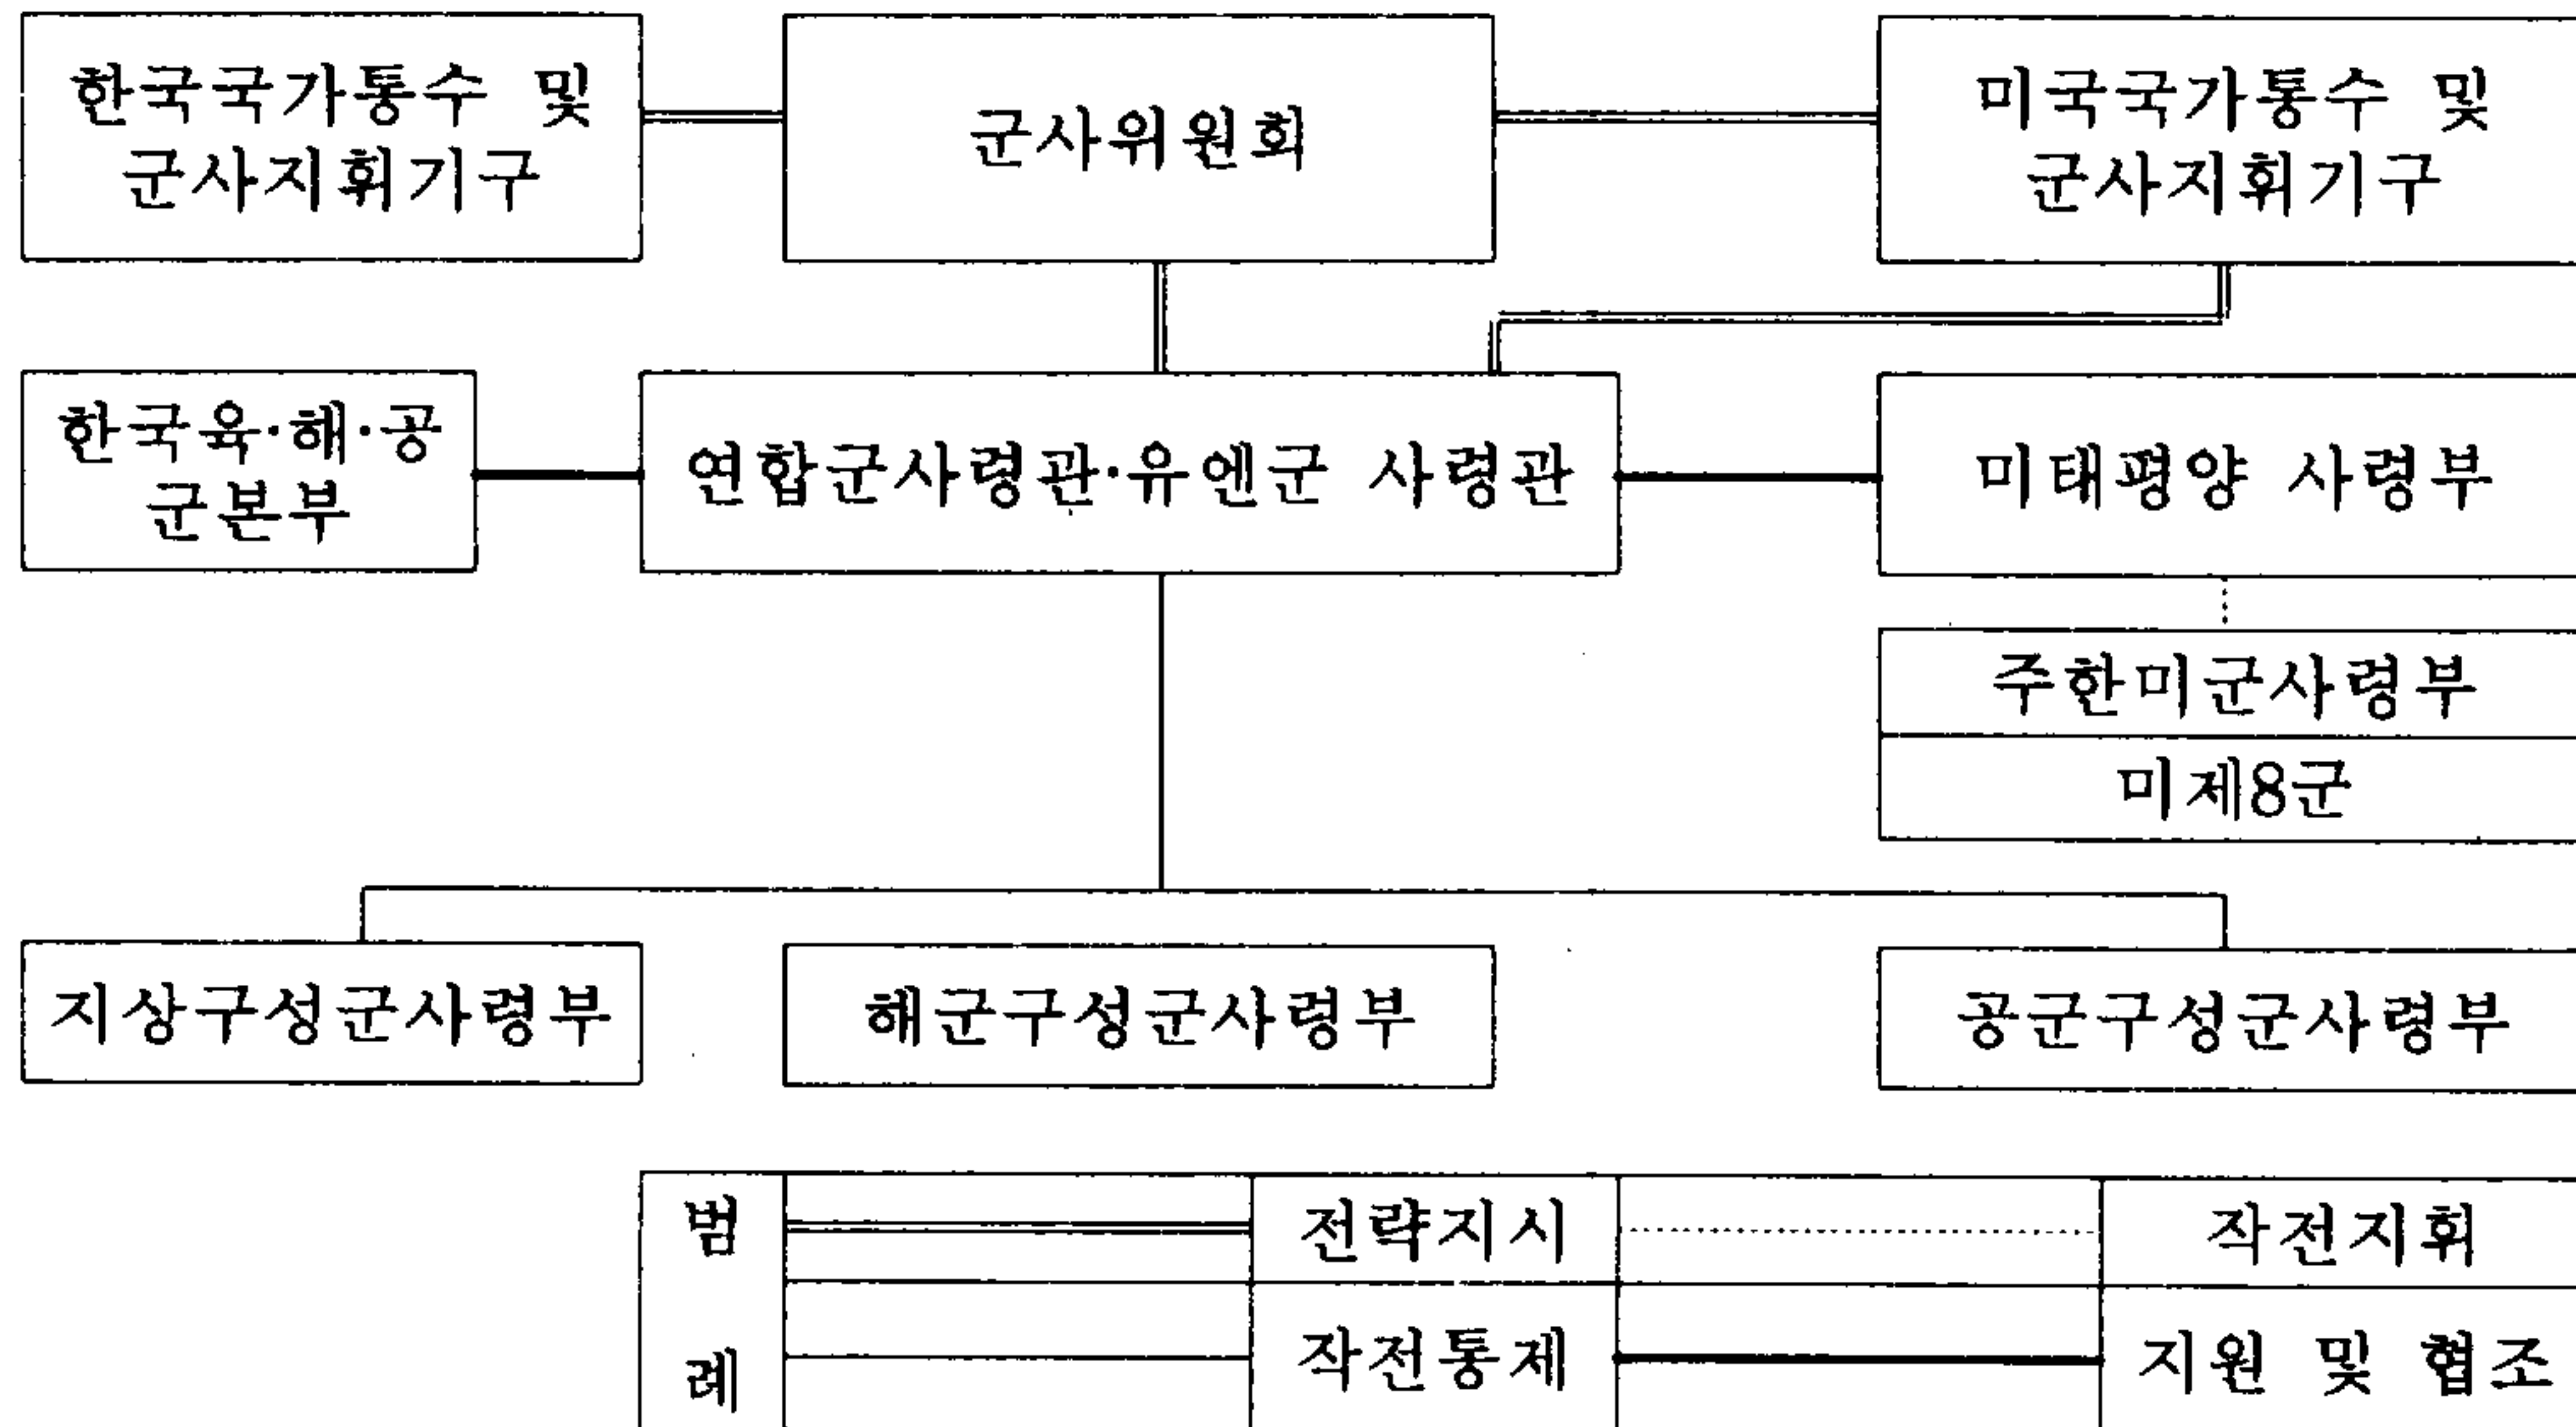 한국국가통수 및
군사지휘기구
군사위원회
미국국가통수 및
군사지휘기구
한국육·해·공
군본부
연합군사령관·유엔군 사령관
미태평양 사령부
주한미군사령부
미제8군
지상구성군사령부
해군구성군사령부
공군구성군사령부
범
례
전략지시
작전지휘
작전통제
지원 및 협조